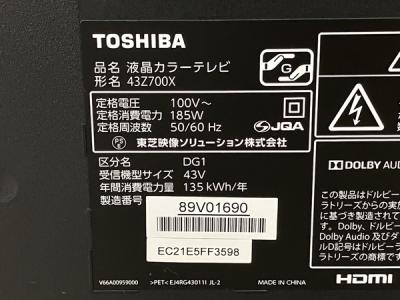 TOSHIBA
品名 液晶カラーテレビ
形名 43Z700X
定格電圧 100V～
定格消費電力 185W
定格周波数 50/60 Hz
JQA
PS E
東芝映像ソリューション株式会社
区分名 DG1
受信機型サイズ 43V
年間消費電力量 135 kWh/年
製造番号
89V01690
EC21E5FF3598
V66A00959000 >PET< EJ4RG43011I JL-2 MADE IN CHINA
DOLBY AUDIO
この製品はドルビー
ラトリーズからの実施
に基づき製造されて
Dolby Audio 及びダ
ルD記号はドルビーラ
トリーズの商標です
HDMI